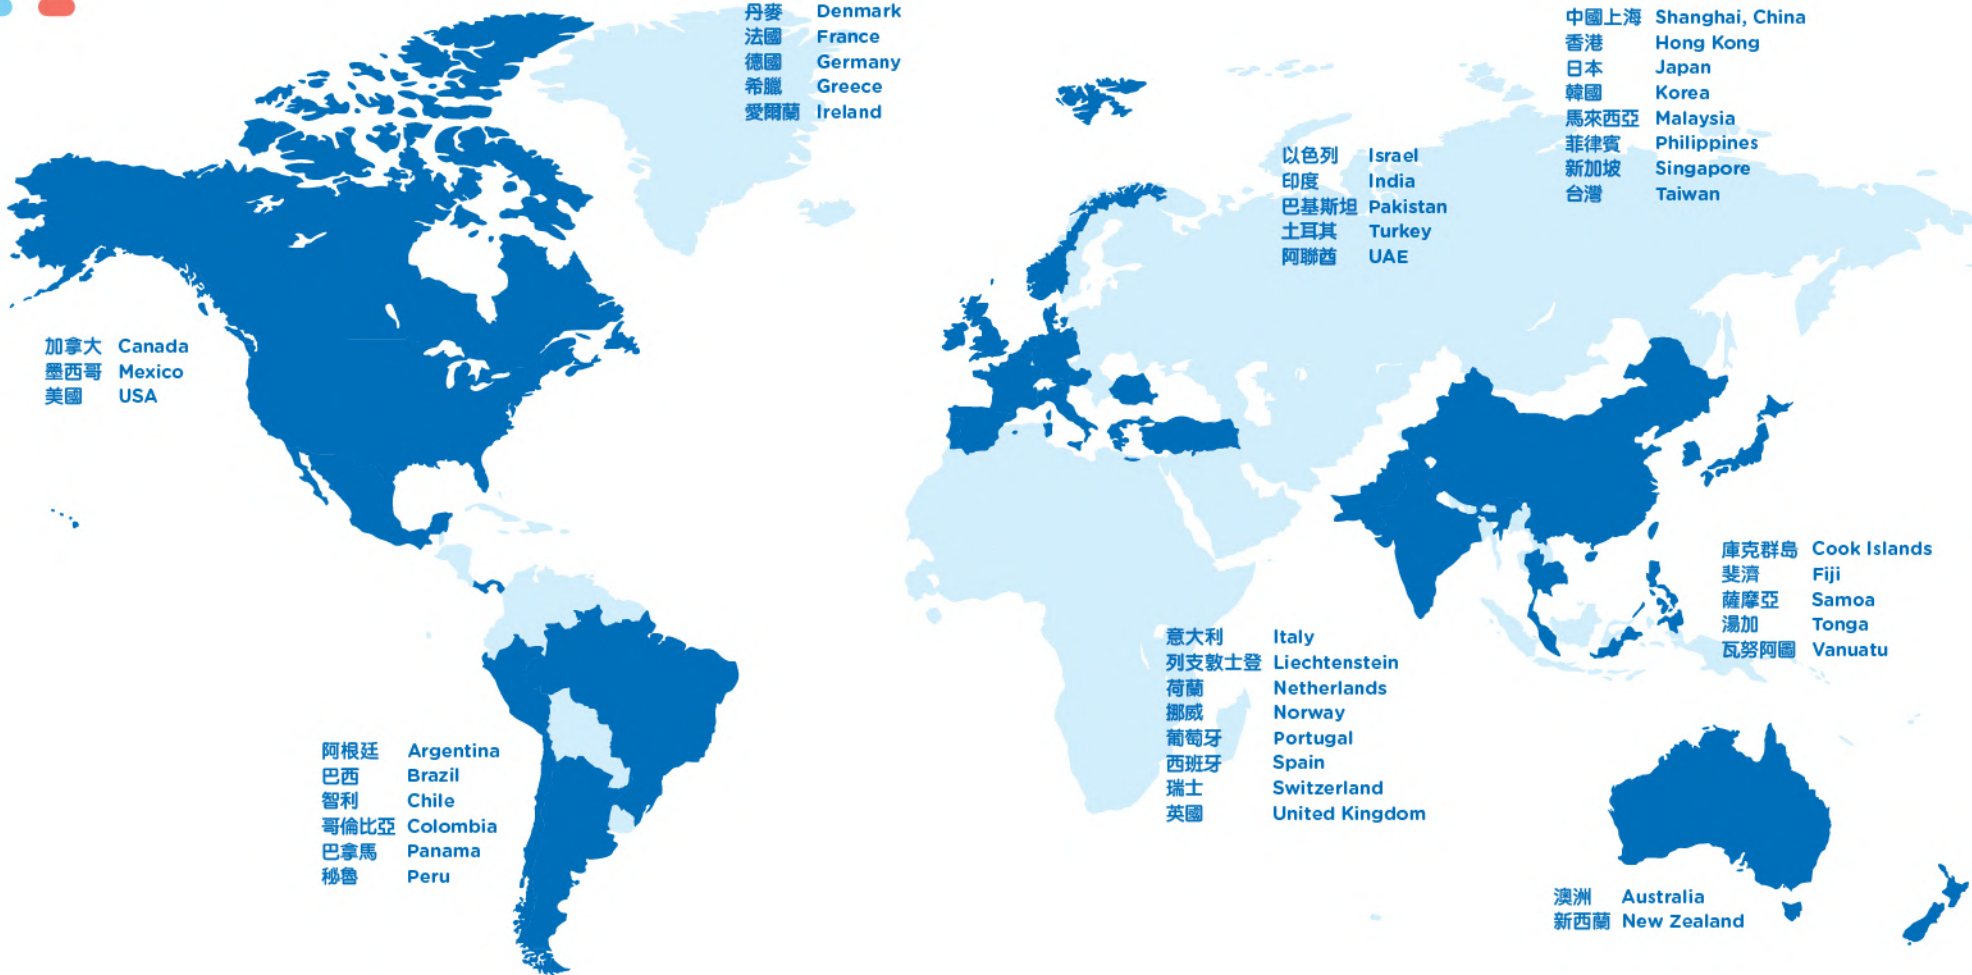 丹麥 Denmark
法國 France
德國 Germany
希臘 Greece
愛爾蘭 Ireland
中國上海 Shanghai, China
香港 Hong Kong
日本 Japan
韓國 Korea
馬來西亞 Malaysia
菲律賓 Philippines
新加坡 Singapore
台灣 Taiwan
以色列 Israel
印度 India
巴基斯坦 Pakistan
土耳其 Turkey
阿聯酋 UAE
加拿大 Canada
墨西哥 Mexico
美國 USA
庫克群島 Cook Islands
斐濟 Fiji
薩摩亞 Samoa
湯加 Tonga
瓦努阿圖 Vanuatu
意大利 Italy
列支敦士登 Liechtenstein
荷蘭 Netherlands
挪威 Norway
葡萄牙 Portugal
西班牙 Spain
瑞士 Switzerland
英國 United Kingdom
阿根廷 Argentina
巴西 Brazil
智利 Chile
哥倫比亞 Colombia
巴拿馬 Panama
秘魯 Peru
澳洲 Australia
新西蘭 New Zealand